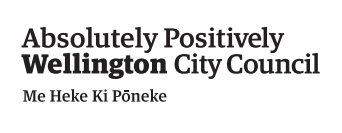 Absolutely Positively
Wellington City Council
Me Heke Ki Pōneke